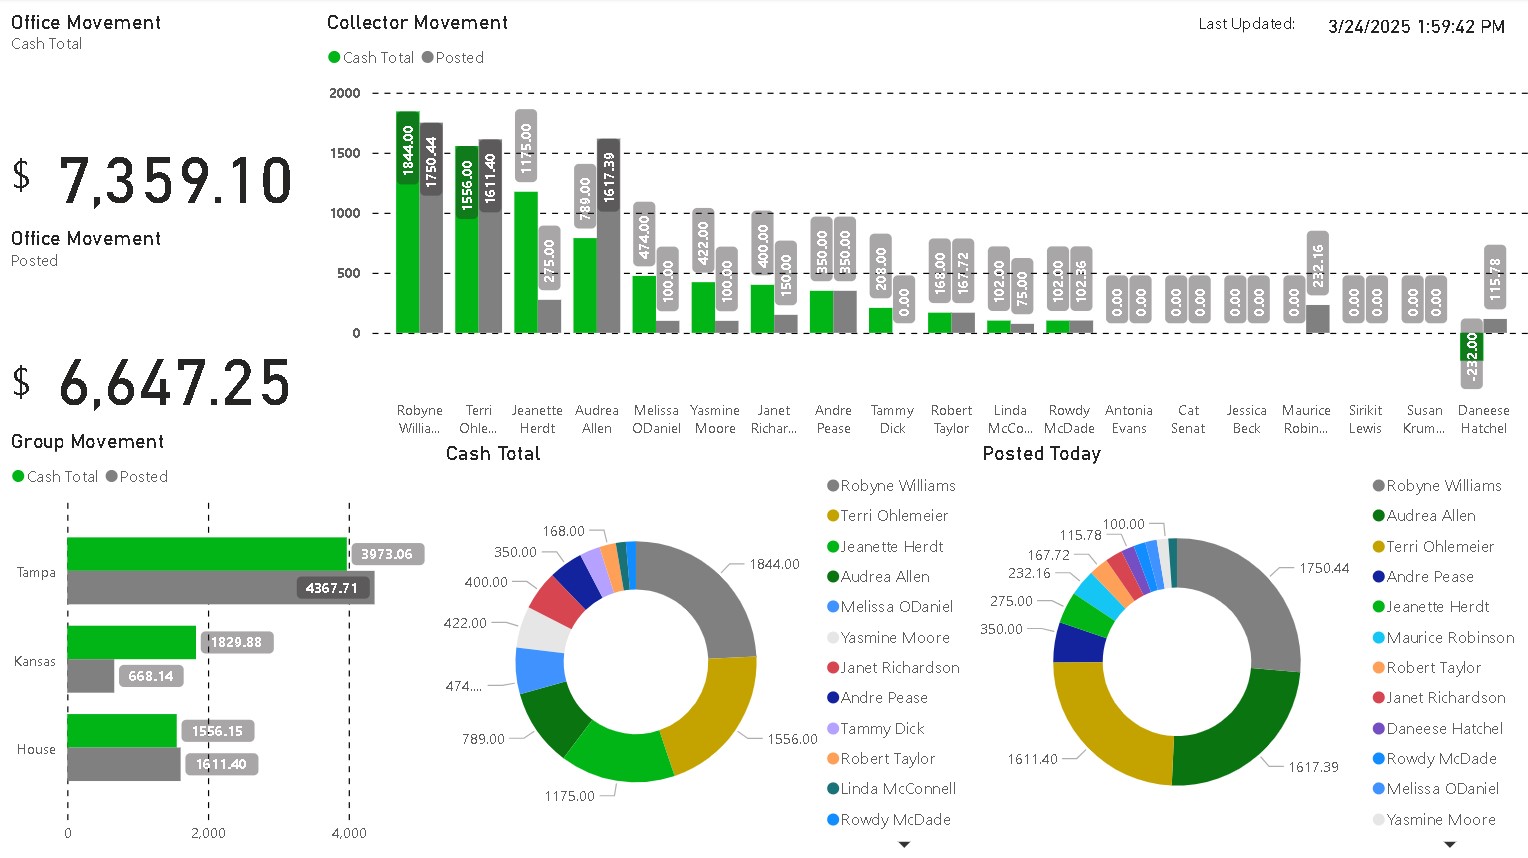 Office Movement
Cash Total
$ 7,359.10
Office Movement
Posted
$ 6,647.25
Collector Movement
Cash Total Posted
Last Updated: 3/24/2025 1:59:42 PM
2000
1500
1000
500
0
1844.00 1750.44
1556.00 1611.40
1175.00 275.00
789.00 1617.39
474.00 100.00
422.00 100.00
400.00 150.00
350.00 350.00
208.00 0.00
168.00 167.72
102.00 75.00
102.00 102.36
0.00 0.00
0.00 0.00
0.00 0.00
0.00 232.16
0.00 0.00
0.00 0.00
-232.00 115.78
Robyne Terri Jeanette Audrea Melissa Yasmine Janet Andre Tammy Robert Linda Rowdy Antonia Cat Jessica Maurice Sirikit Susan Daneese
Willia... Ohle... Herdt Allen ODaniel Moore Richar... Pease Dick Taylor McCo... McDade Evans Senat Beck Robin... Lewis Krum... Hatchel
Group Movement
Cash Total Posted
Tampa
3973.06
4367.71
Kansas
1829.88
668.14
House
1556.15
1611.40
0 2,000 4,000
Cash Total
168.00
350.00
400.00
422.00
474....
789.00
1175.00
1556.00
1844.00
Robyne Williams
Terri Ohlemeier
Jeanette Herdt
Audrea Allen
Melissa ODaniel
Yasmine Moore
Janet Richardson
Andre Pease
Tammy Dick
Robert Taylor
Linda McConnell
Rowdy McDade
Posted Today
100.00
115.78
167.72
232.16
275.00
350.00
1611.40
1617.39
1750.44
Robyne Williams
Audrea Allen
Terri Ohlemeier
Andre Pease
Jeanette Herdt
Maurice Robinson
Robert Taylor
Janet Richardson
Daneese Hatchel
Rowdy McDade
Melissa ODaniel
Yasmine Moore